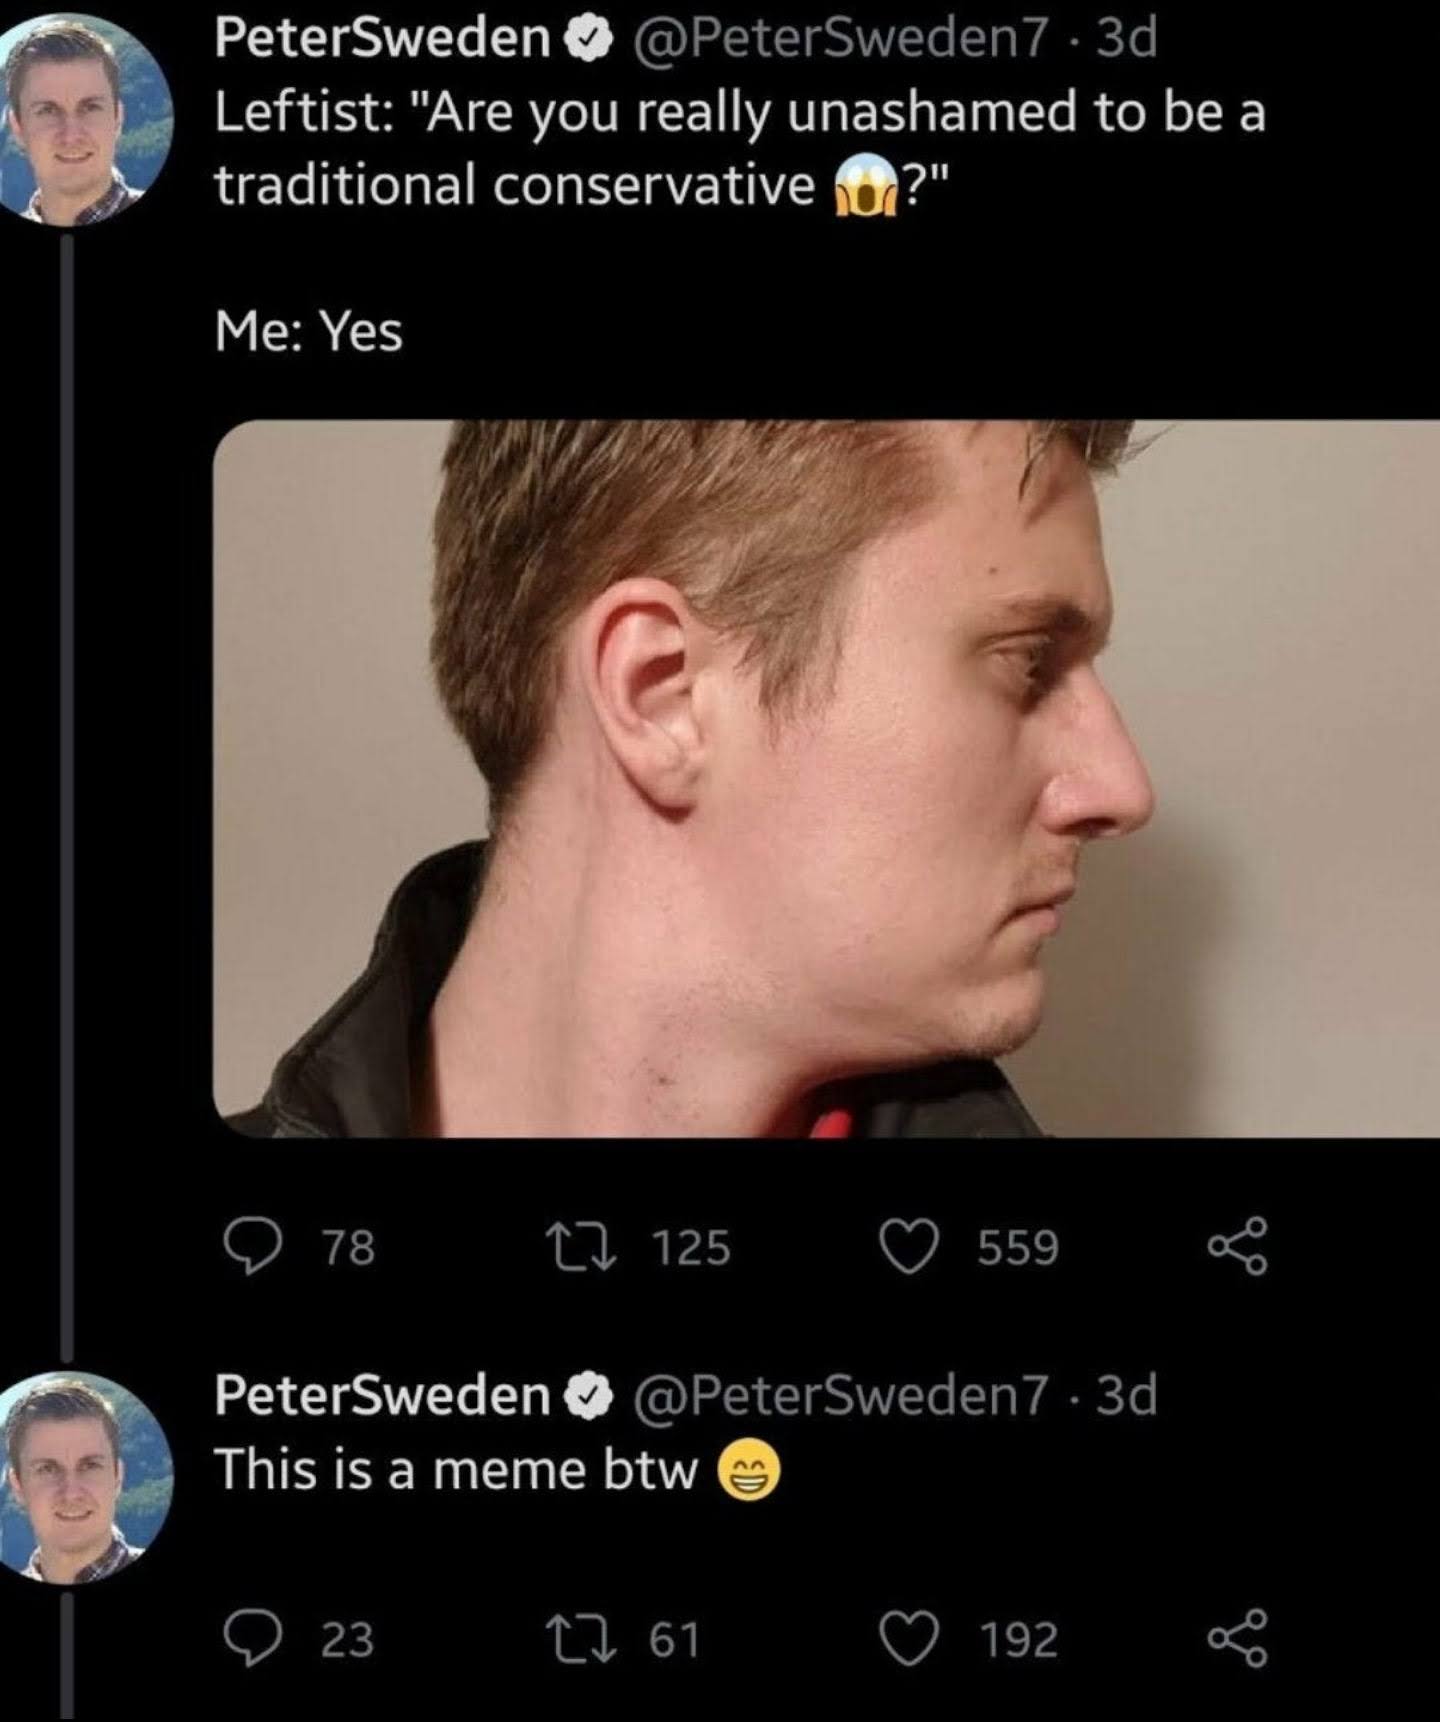 PeterSweden @PeterSweden7 · 3d
Leftist: "Are you really unashamed to be a
traditional conservative 😱?"
Me: Yes
78 125 559
PeterSweden @PeterSweden7 · 3d
This is a meme btw 😁
23 61 192